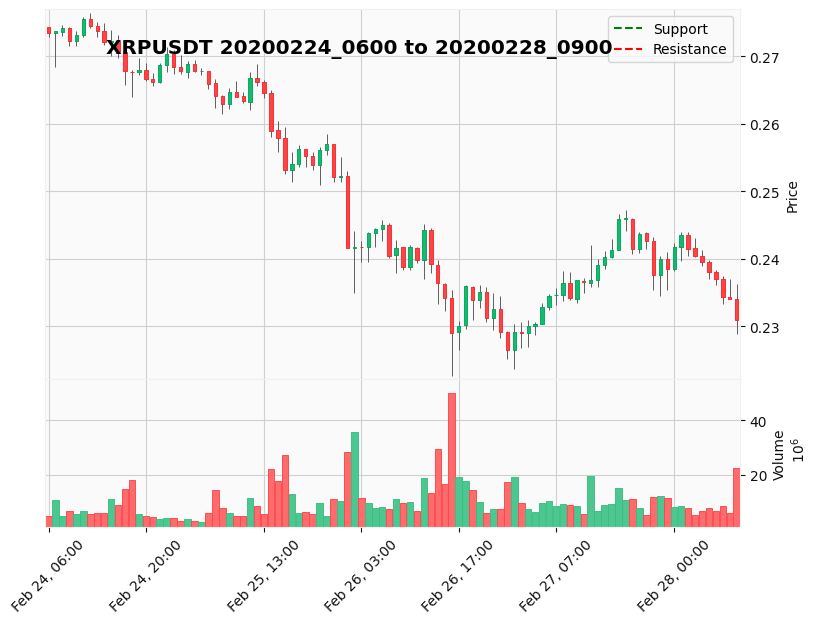 XRPUSDT 20200224_0600 to 20200228_0900
Support
Resistance
0.27
0.26
0.25
0.24
0.23
Price
40
20
Volume
10^6
Feb 24, 06:00
Feb 24, 20:00
Feb 25, 13:00
Feb 26, 03:00
Feb 26, 17:00
Feb 27, 07:00
Feb 28, 00:00